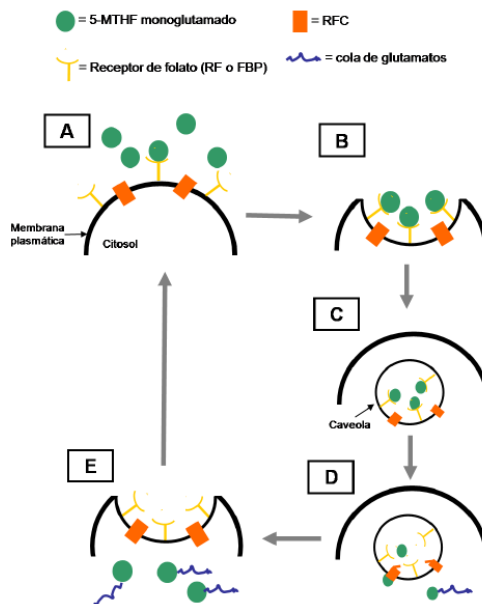 = 5-MTHF monoglutamado
= RFC
= Receptor de folato (RF o FBP)
= cola de glutamatos
A
B
Membrana
plasmática
Citosol
C
Caveola
E
D